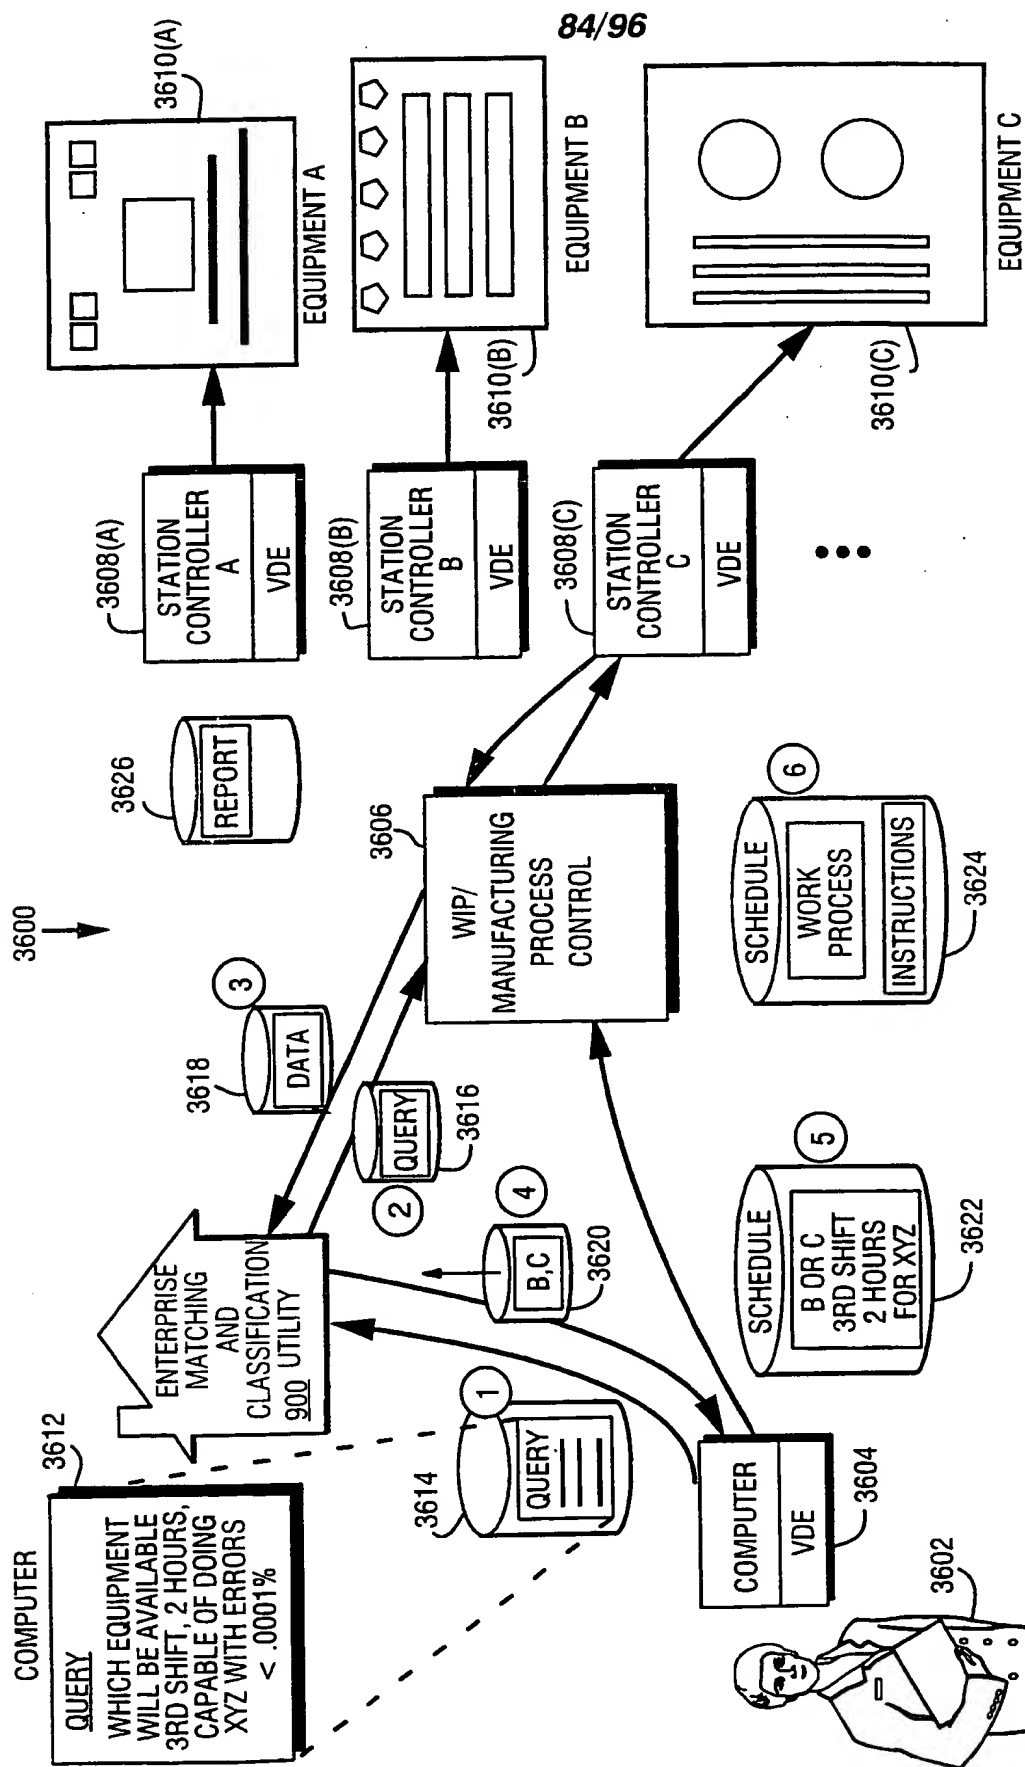 84/96
3600
COMPUTER
3612
QUERY
WHICH EQUIPMENT
WILL BE AVAILABLE
3RD SHIFT, 2 HOURS,
CAPABLE OF DOING
XYZ WITH ERRORS
< .0001%
ENTERPRISE
MATCHING
AND
CLASSIFICATION
900 UTILITY
3614
1
QUERY
2
QUERY
3616
3618
3
DATA
4
B,C
3620
COMPUTER
VDE
3604
3602
SCHEDULE
B OR C
3RD SHIFT
2 HOURS
FOR XYZ
5
3622
3606
WIP/
MANUFACTURING
PROCESS
CONTROL
SCHEDULE
WORK
PROCESS
INSTRUCTIONS
6
3624
3626
REPORT
3608(A)
STATION
CONTROLLER
A
VDE
3608(B)
STATION
CONTROLLER
B
VDE
3608(C)
STATION
CONTROLLER
C
VDE
3610(A)
EQUIPMENT A
3610(B)
EQUIPMENT B
3610(C)
EQUIPMENT C